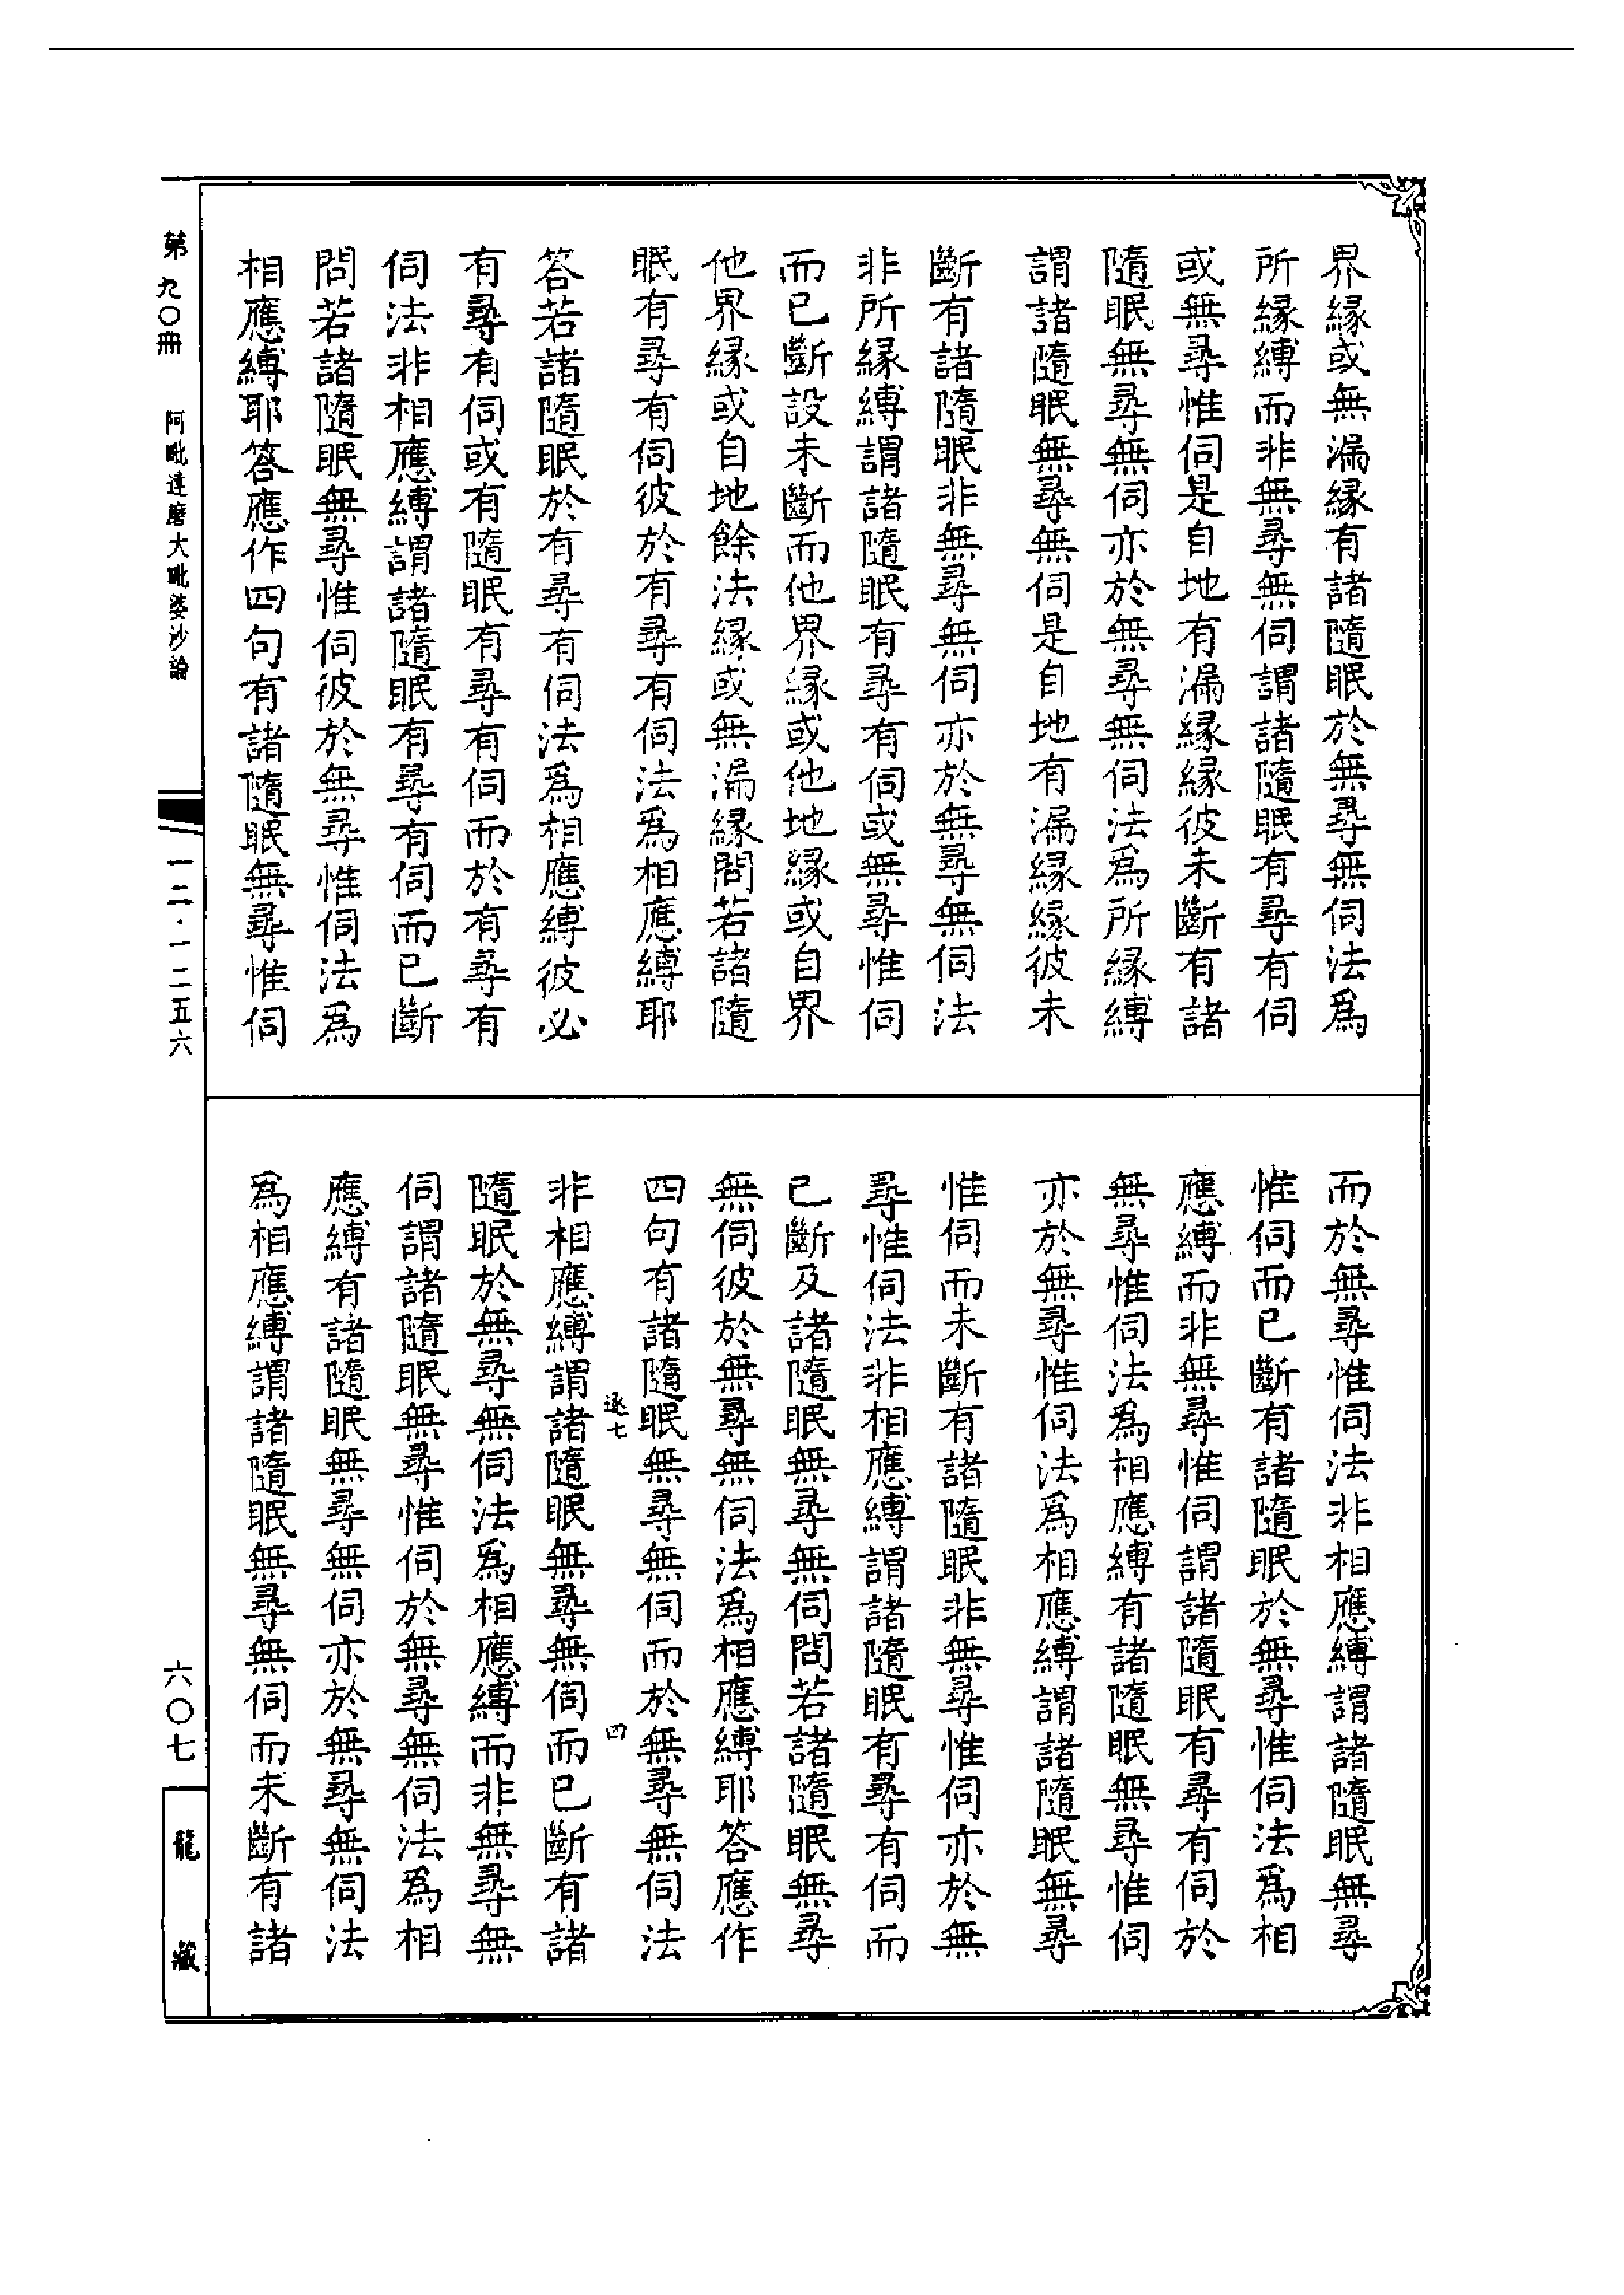 界緣或無漏緣有諸隨眠於無尋無伺法爲
所緣縛而非無尋無伺謂諸隨眠有尋有伺
或無尋惟伺是自地有漏緣緣彼未斷有諸
隨眠無尋無伺亦於無尋無伺法爲所緣縛
謂諸隨眠無尋無伺是自地有漏緣緣彼未
斷有諸隨眠非無尋無伺亦於無尋無伺法
非所緣縛謂諸隨眠有尋有伺或無尋惟伺
而已斷設未斷而他界緣或他地緣或自界
他界緣或自地餘法緣或無漏緣問若諸隨
眠有尋有伺彼於有尋有伺法爲相應縛耶
答若諸隨眠於有尋有伺法爲相應縛彼必
有尋有伺或有隨眠有尋有伺而於有尋有
伺法非相應縛謂諸隨眠有尋有伺而已斷
問若諸隨眠無尋惟伺彼於無尋惟伺法爲
相應縛耶答應作四句有諸隨眠無尋惟伺
而於無尋惟伺法非相應縛謂諸隨眠無尋
惟伺而已斷有諸隨眠於無尋惟伺法爲相
應縛而非無尋惟伺謂諸隨眠有尋有伺於
無尋惟伺法爲相應縛有諸隨眠無尋惟伺
亦於無尋惟伺法爲相應縛謂諸隨眠無尋
惟伺而未斷有諸隨眠非無尋惟伺亦於無
尋惟伺法非相應縛謂諸隨眠有尋有伺而
已斷及諸隨眠無尋無伺問若諸隨眠無尋
無伺彼於無尋無伺法爲相應縛耶答應作
四句有諸隨眠無尋無伺而於無尋無伺法
逐七 四
非相應縛謂諸隨眠無尋無伺而已斷有諸
隨眠於無尋無伺法爲相應縛而非無尋無
伺謂諸隨眠無尋惟伺於無尋無伺法爲相
應縛有諸隨眠無尋無伺亦於無尋無伺法
爲相應縛謂諸隨眠無尋無伺而未斷有諸
第九〇冊 阿毗達磨大毗婆沙論 一二·一二五六 六〇七 龍藏